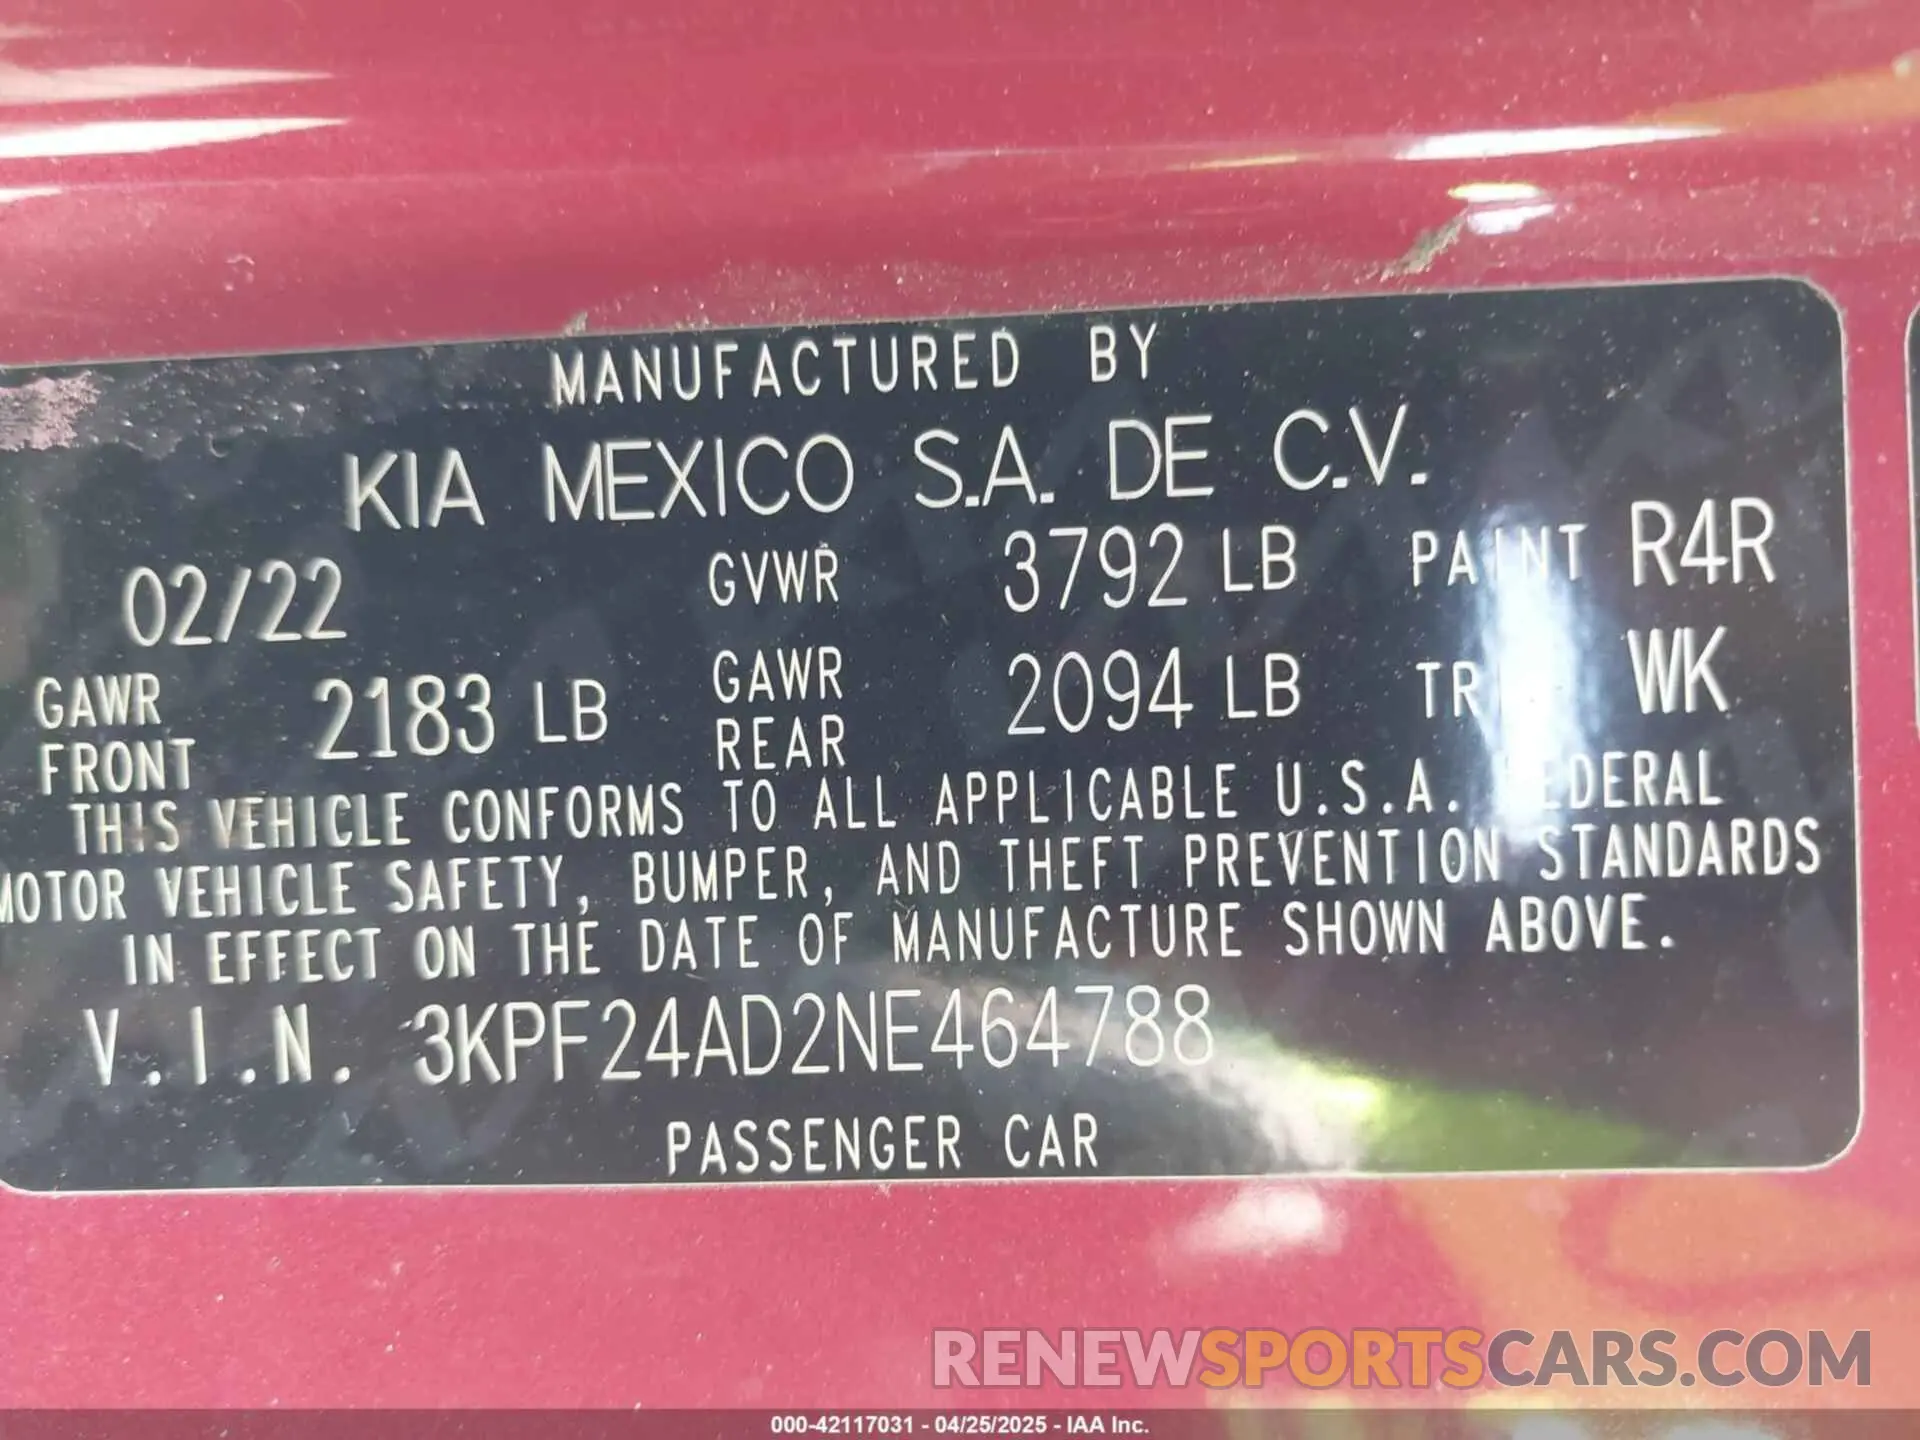 MANUFACTURED BY
KIA MEXICO S.A. DE C.V.
02/22 GVWR 3792 LB PAINT R4R
GAWR FRONT 2183 LB GAWR REAR 2094 LB WK
THIS VEHICLE CONFORMS TO ALL APPLICABLE U.S.A. FEDERAL
MOTOR VEHICLE SAFETY, BUMPER, AND THEFT PREVENTION STANDARDS
IN EFFECT ON THE DATE OF MANUFACTURE SHOWN ABOVE.
V.I.N. 3KPF24AD2NE464788
PASSENGER CAR
RENEWSPORTSCARS.COM
000-42117031 - 04/25/2025 - IAA Inc.